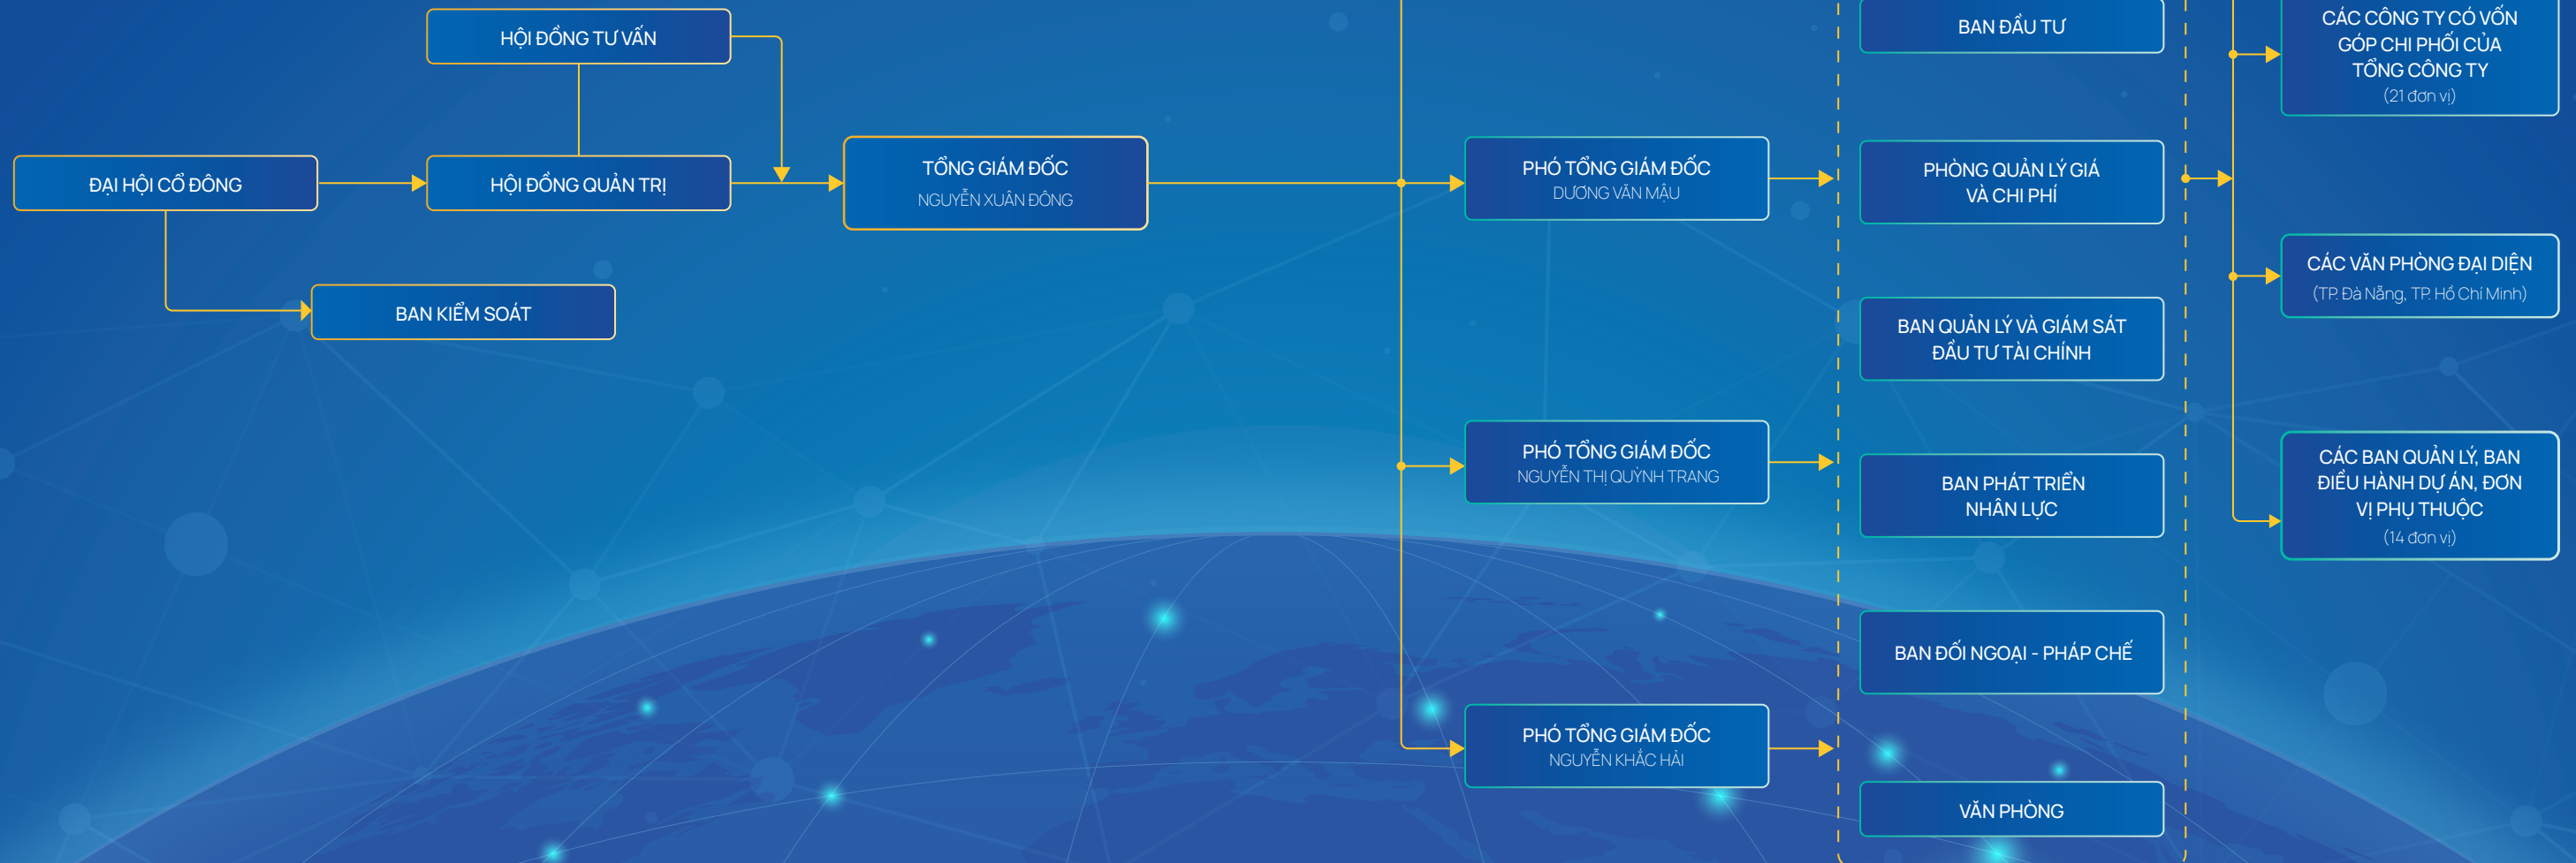 HỘI ĐỒNG TƯ VẤN
ĐẠI HỘI CỔ ĐÔNG
HỘI ĐỒNG QUẢN TRỊ
BAN KIỂM SOÁT
TỔNG GIÁM ĐỐC
NGUYỄN XUÂN ĐÔNG
PHÓ TỔNG GIÁM ĐỐC
DƯƠNG VĂN MẬU
PHÓ TỔNG GIÁM ĐỐC
NGUYỄN THỊ QUỲNH TRANG
PHÓ TỔNG GIÁM ĐỐC
NGUYỄN KHẮC HẢI
BAN ĐẦU TƯ
PHÒNG QUẢN LÝ GIÁ
VÀ CHI PHÍ
BAN QUẢN LÝ VÀ GIÁM SÁT
ĐẦU TƯ TÀI CHÍNH
BAN PHÁT TRIỂN
NHÂN LỰC
BAN ĐỐI NGOẠI - PHÁP CHẾ
VĂN PHÒNG
CÁC CÔNG TY CÓ VỐN
GÓP CHI PHỐI CỦA
TỔNG CÔNG TY
(21 đơn vị)
CÁC VĂN PHÒNG ĐẠI DIỆN
(TP. Đà Nẵng, TP. Hồ Chí Minh)
CÁC BAN QUẢN LÝ, BAN
ĐIỀU HÀNH DỰ ÁN, ĐƠN
VỊ PHỤ THUỘC
(14 đơn vị)